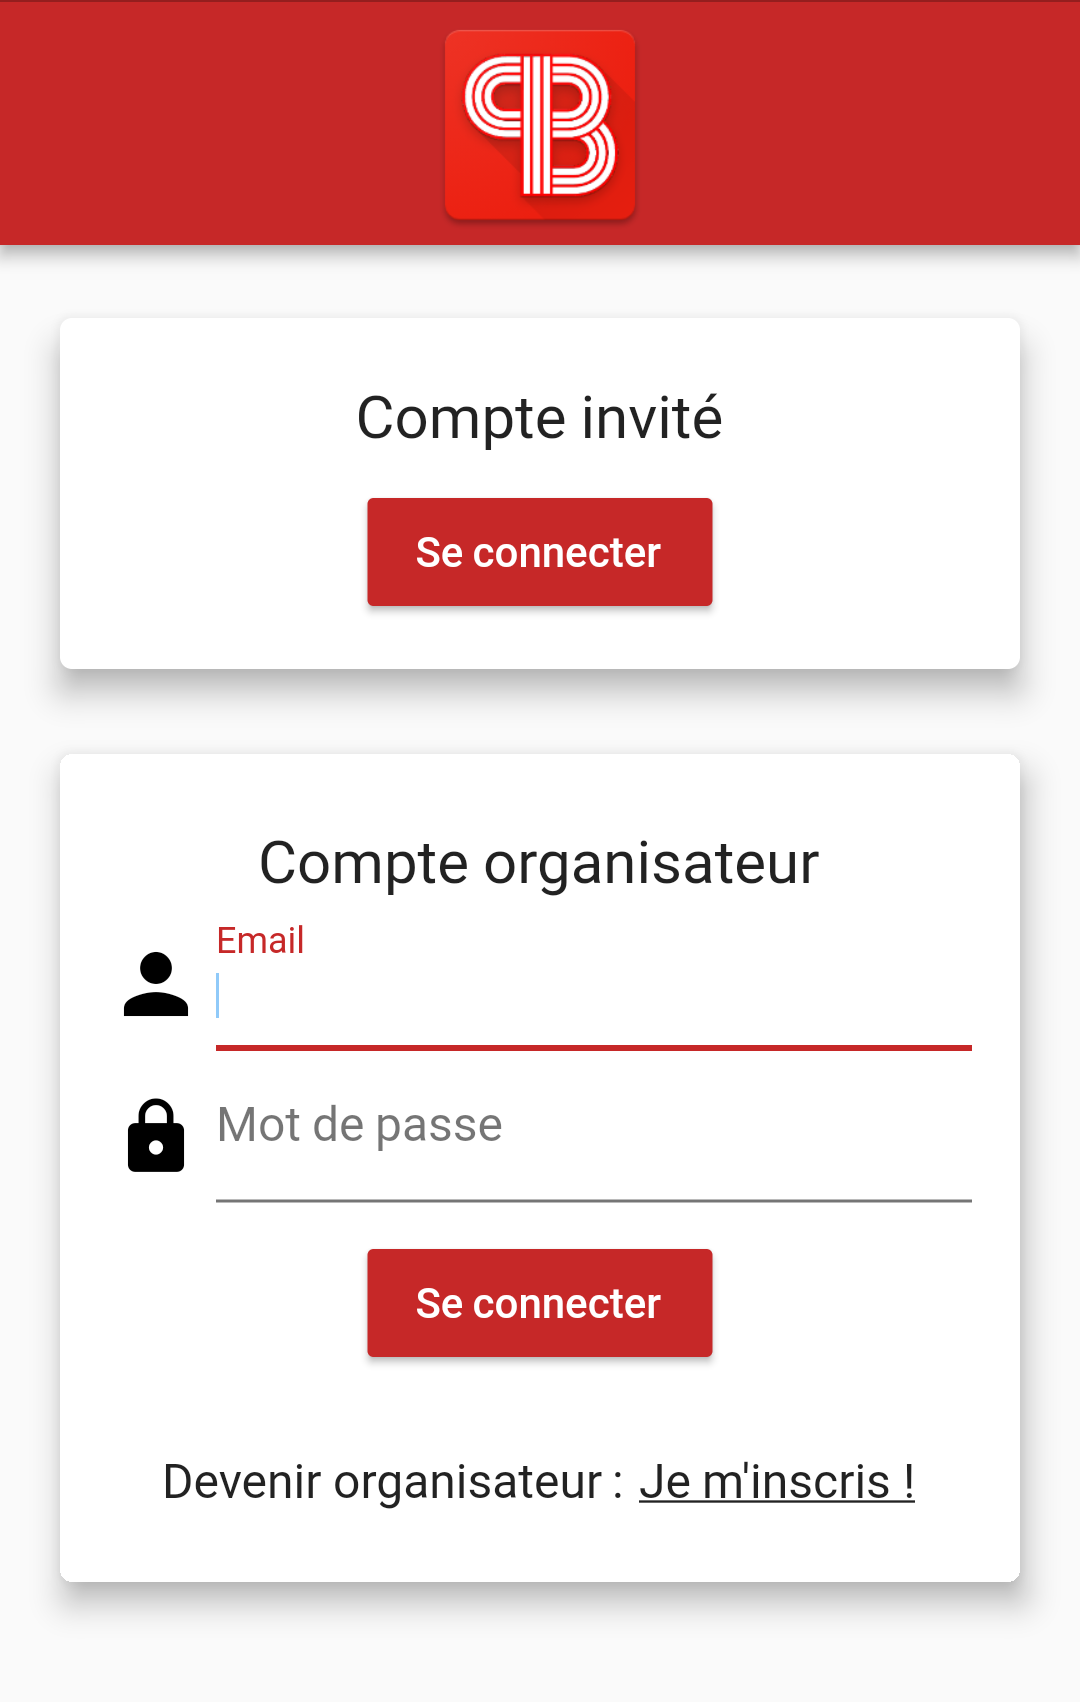 Compte invité
Se connecter
Compte organisateur
Email
Mot de passe
Se connecter
Devenir organisateur : Je m'inscris !